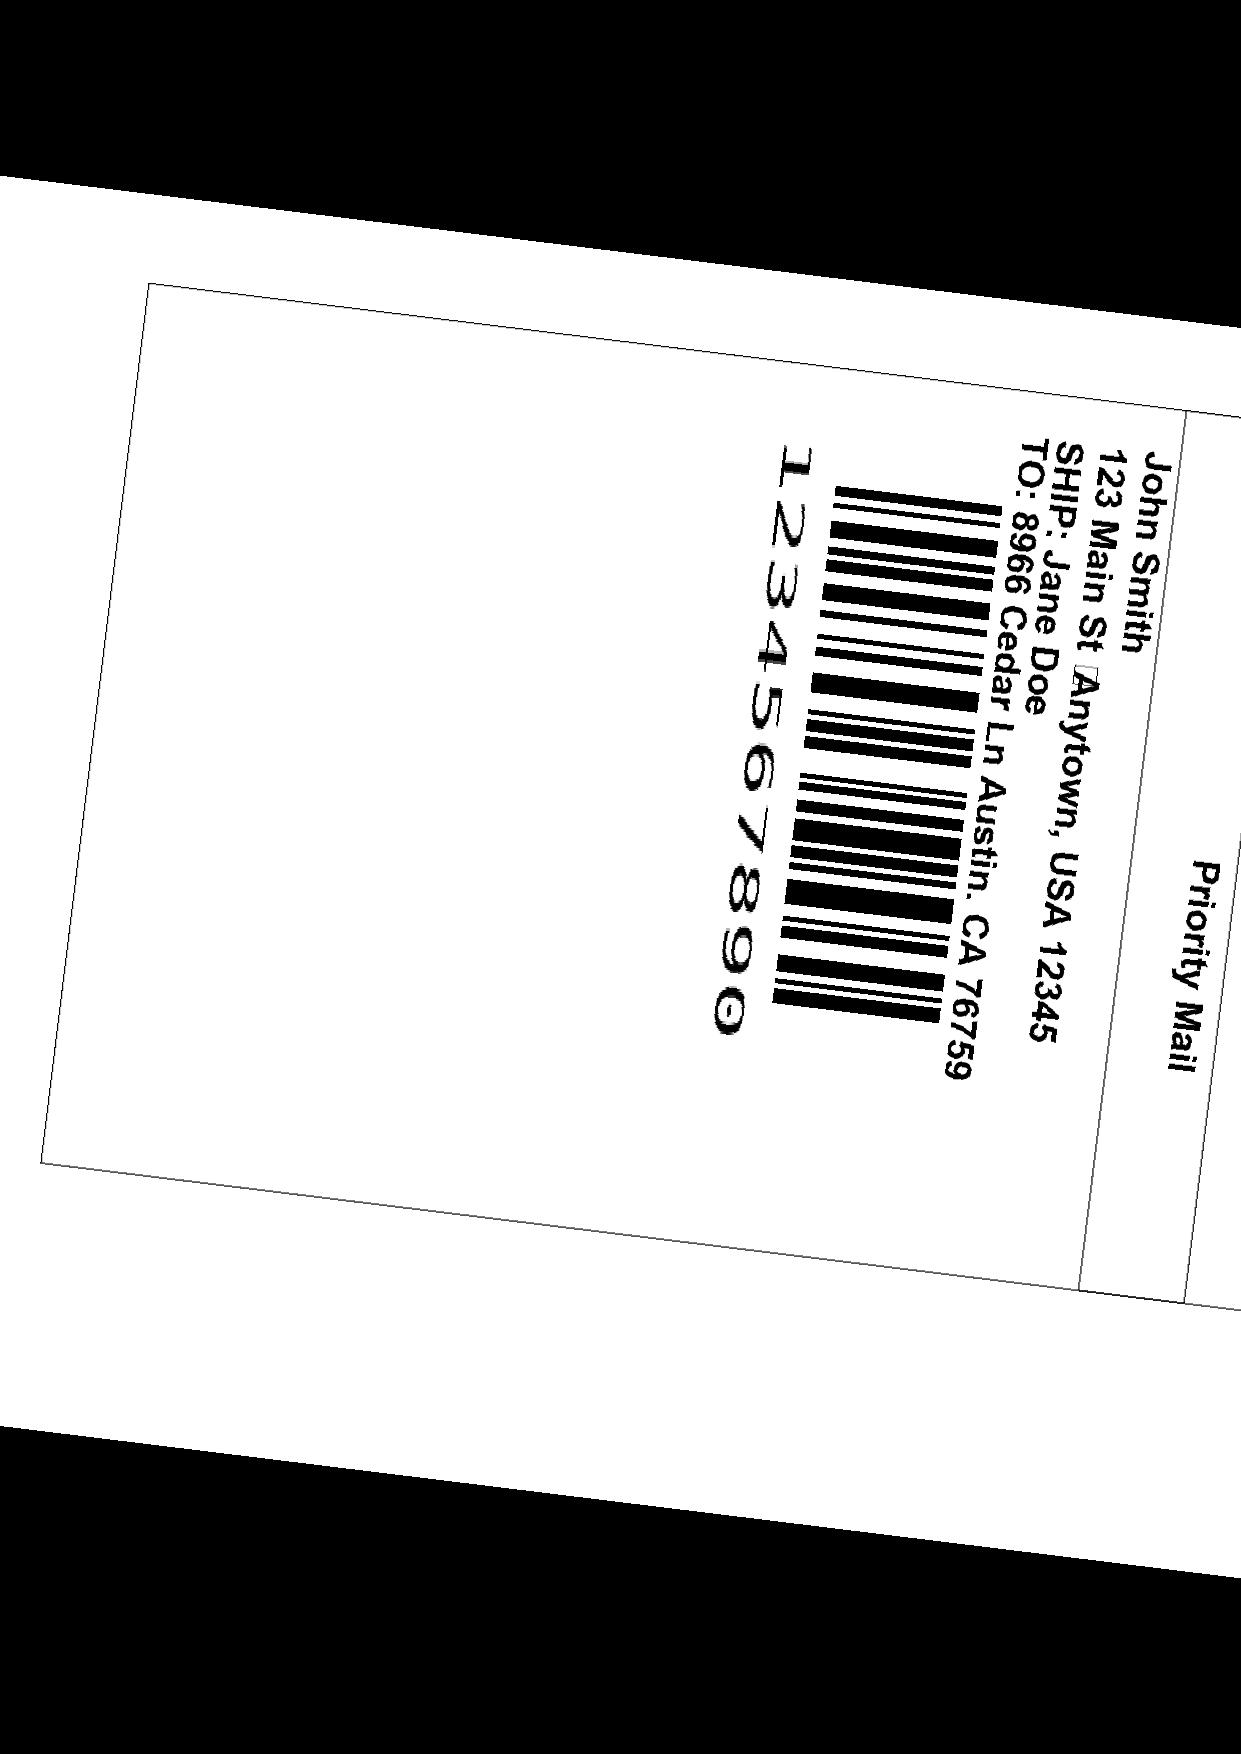 Priority Mail
John Smith
123 Main St Anytown, USA 12345
SHIP: Jane Doe
TO: 8966 Cedar Ln Austin. CA 76759
1234567890